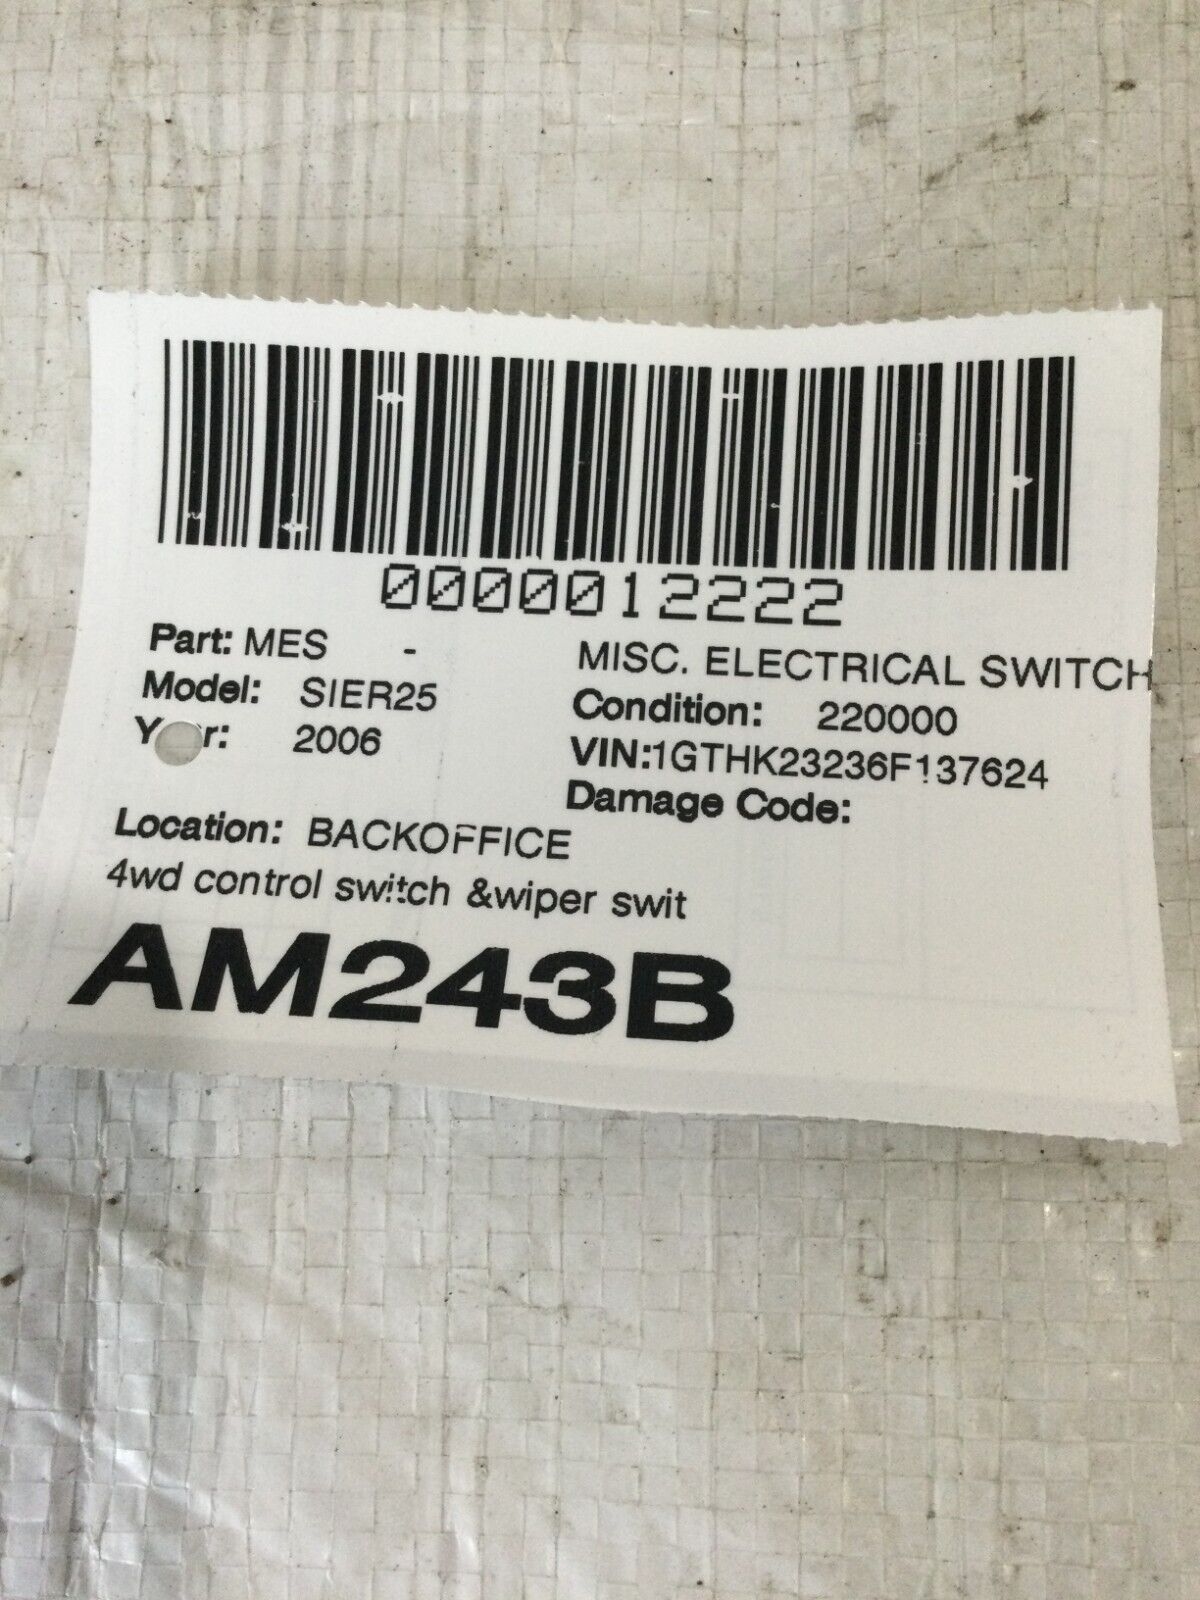 0000012222
Part: MES - MISC. ELECTRICAL SWITCH
Model: SIER25 Condition: 220000
2006 VIN:1GTHK23236F137624
Damage Code:
Location: BACKOFFICE
4wd control switch &wiper swit
AM243B